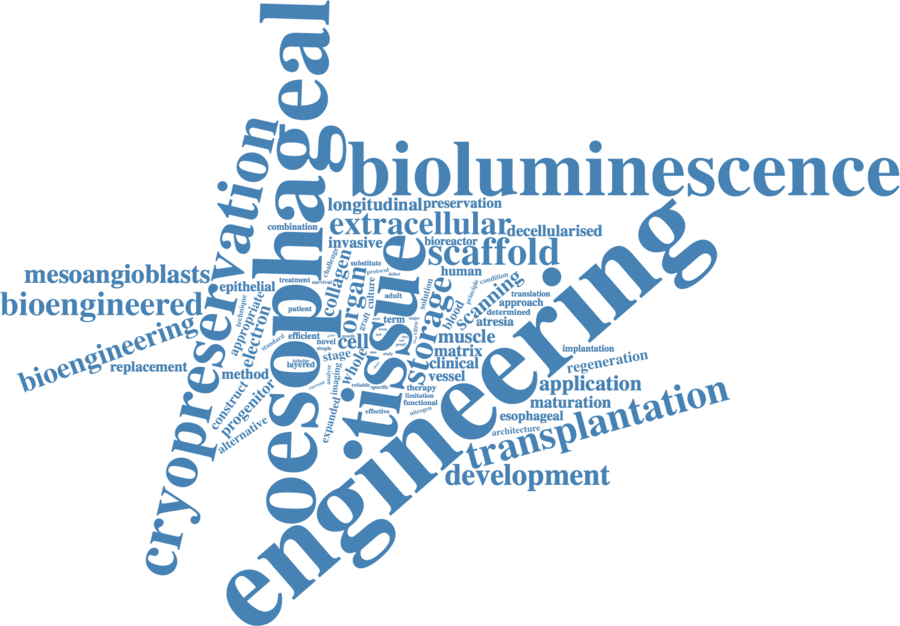 oesophageal
bioluminescence
cryopreservation
longitudinal
preservation
combination
extracellular
decellularised
invasive
bioreactor
scaffold
mesoangioblasts
epithelial
treatment
challenge
substitute
human
bioengineered
technique
appropriate
survival
collagen
organ
protocol
defect
culture
adult
tissue
solution
storage
blood
principle
condition
scanning
translation
approach
determined
atresia
patient
electron
graft
term
engineering
bioengineering
standard
efficient
novel
simple
cell
muscle
replacement
method
layered
stage
whole
matrix
clinical
vessel
implantation
regeneration
construct
progenitor
alternative
current
analyse
imaging
expanded
reliable
specific
therapy
limitation
functional
nitrogen
effective
application
maturation
esophageal
architecture
transplantation
development